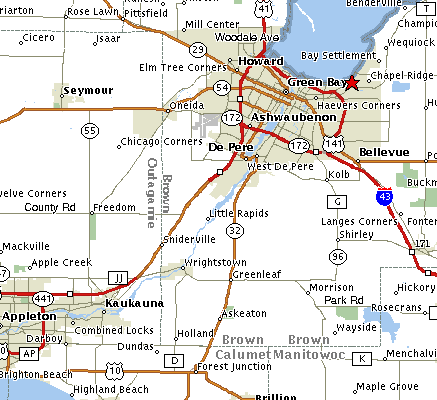 Briarton
Rose Lawn
Pittsfield
41
Benderville
Mill Center
Woodale Ave
Cicero
Isaar
29
Bay Settlement
Wequiock
Elm Tree Corners
Howard
Chapel Ridge
Seymour
54
Green Bay
Oneida
Haevers Corners
172
Ashwaubenon
55
Chicago Corners
De Pere
172
141
Bellevue
West De Pere
Kolb
Twelve Corners
Brown
Outagamie
G
43
County Rd
Freedom
Little Rapids
Langes Corners
32
Shirley
171
Mackville
Sniderville
Apple Creek
Wrightstown
96
JJ
Greenleaf
Morrison
Hickory
441
Kaukauna
Park Rd
Rosecrans
Appleton
Askeaton
Combined Locks
Wayside
Darboy
Holland
Brown
Brown
AP
Dundas
D
Calumet
Manitowoc
K
Menchalville
10
10
Brighton Beach
Forest Junction
Highland Beach
Brillion
Maple Grove